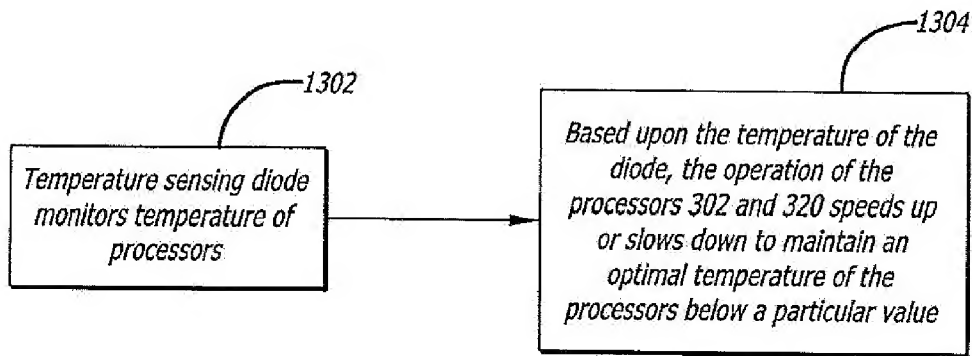 1304
1302
Based upon the temperature of the
diode, the operation of the
processors 302 and 320 speeds up
or slows down to maintain an
optimal temperature of the
processors below a particular value
Temperature sensing diode
monitors temperature of
processors